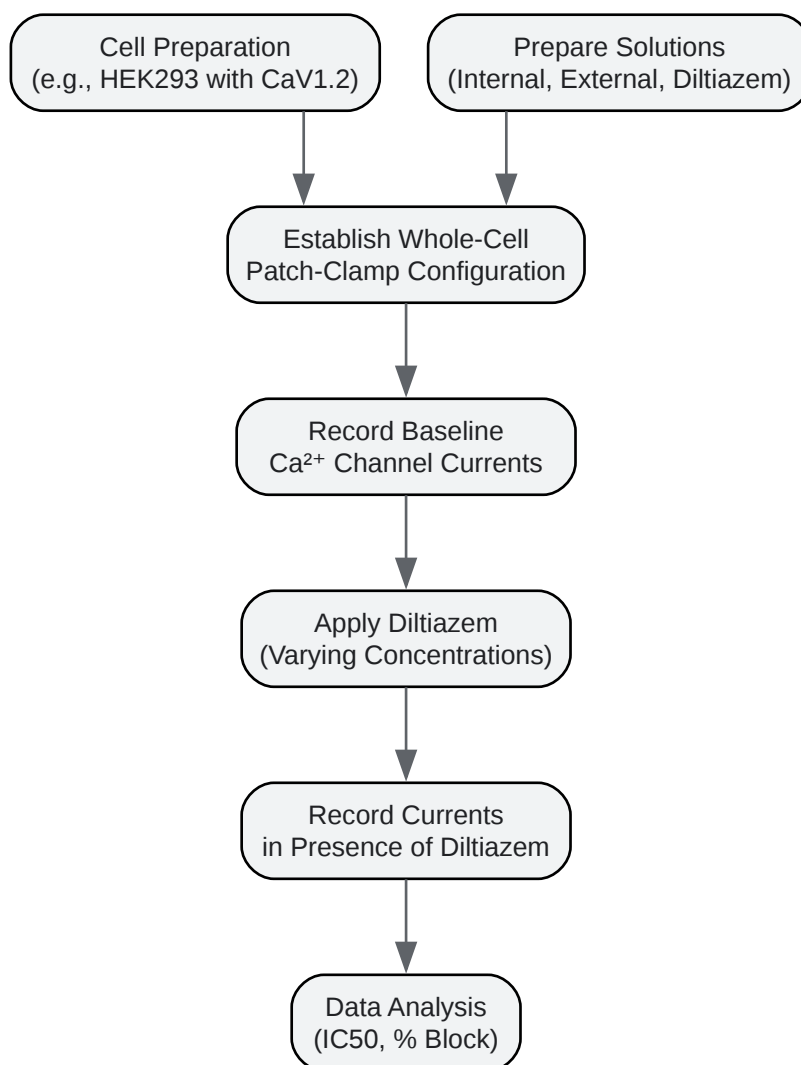 Cell Preparation
(e.g., HEK293 with CaV1.2)
Prepare Solutions
(Internal, External, Diltiazem)
Establish Whole-Cell
Patch-Clamp Configuration
Record Baseline
Ca²⁺ Channel Currents
Apply Diltiazem
(Varying Concentrations)
Record Currents
in Presence of Diltiazem
Data Analysis
(IC50, % Block)